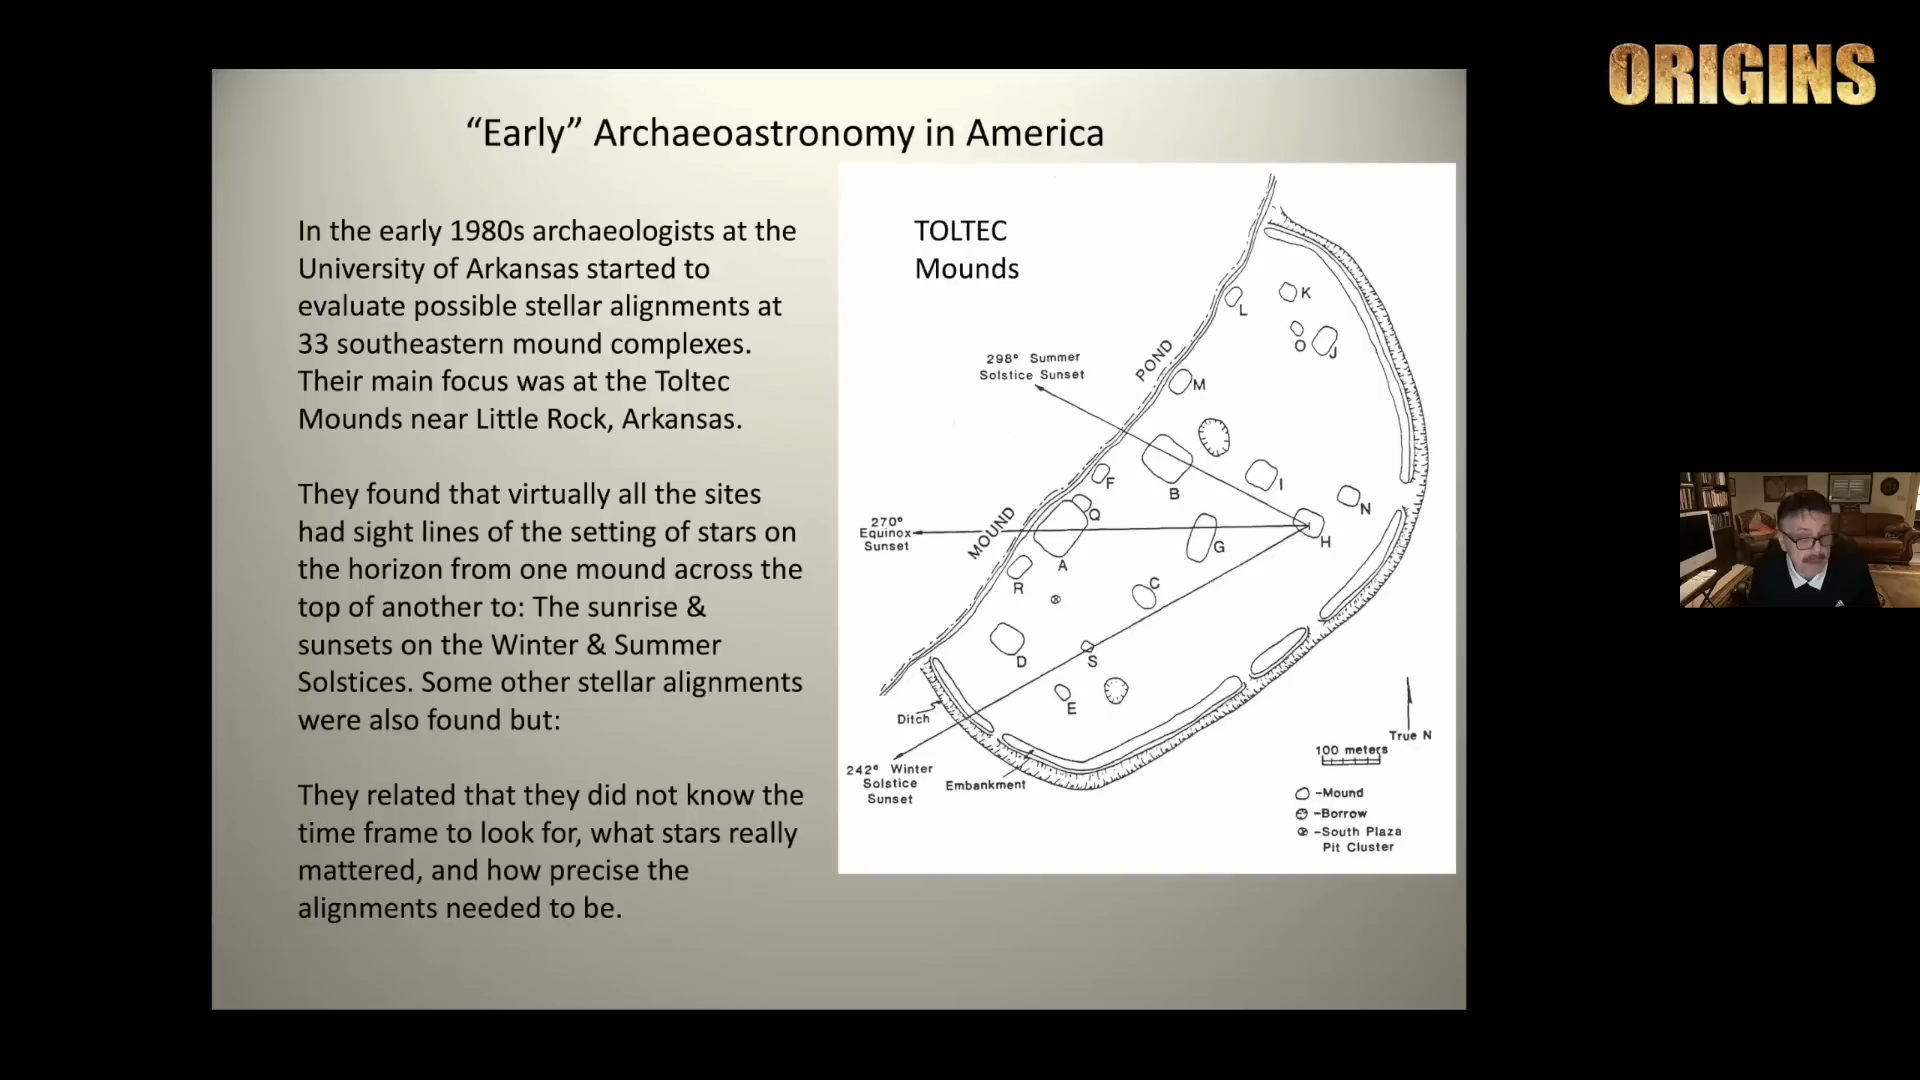 ORIGINS
“Early” Archaeoastronomy in America
In the early 1980s archaeologists at the
University of Arkansas started to
evaluate possible stellar alignments at
33 southeastern mound complexes.
Their main focus was at the Toltec
Mounds near Little Rock, Arkansas.
They found that virtually all the sites
had sight lines of the setting of stars on
the horizon from one mound across the
top of another to: The sunrise &
sunsets on the Winter & Summer
Solstices. Some other stellar alignments
were also found but:
They related that they did not know the
time frame to look for, what stars really
mattered, and how precise the
alignments needed to be.
TOLTEC
Mounds
K
L
O
J
298° Summer
Solstice Sunset
POND
M
F
B
I
N
Q
270°
Equinox
Sunset
MOUND
G
H
A
R
C
D
S
E
Ditch
242° Winter
Solstice
Sunset
Embankment
True N
100 meters
-Mound
-Borrow
-South Plaza
Pit Cluster